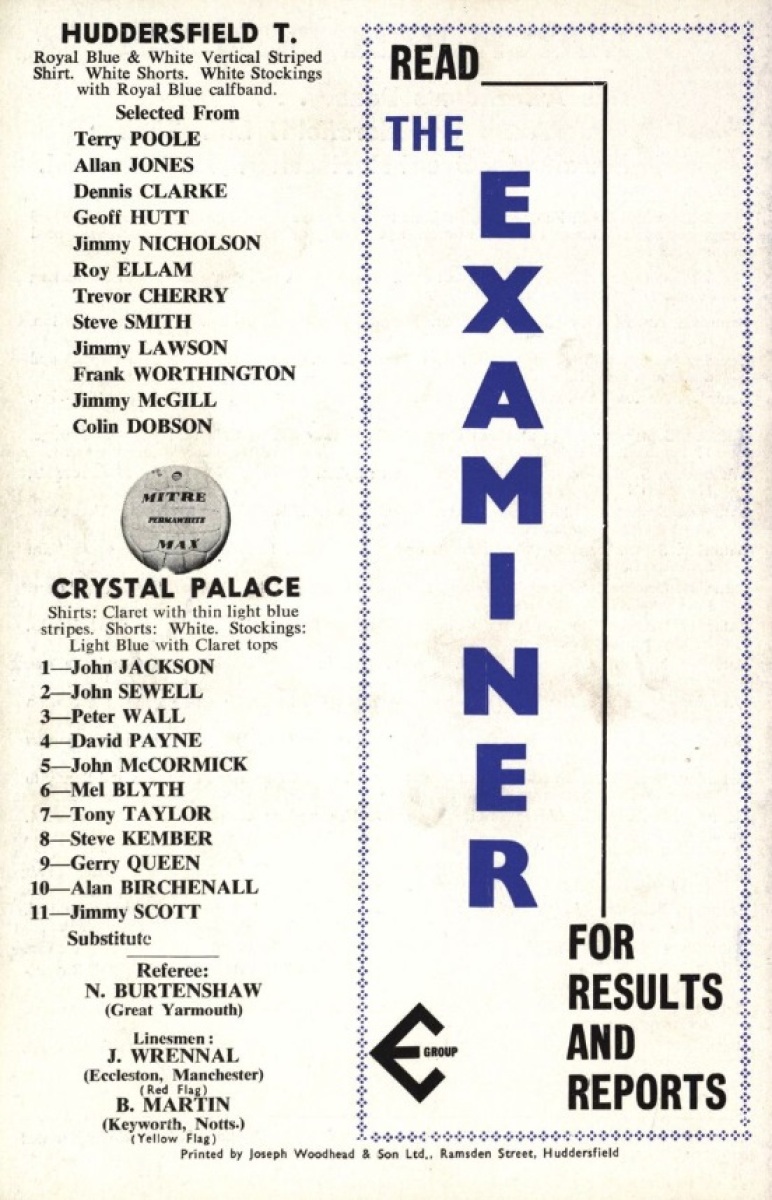 HUDDERSFIELD T.
Royal Blue & White Vertical Striped
Shirt. White Shorts. White Stockings
with Royal Blue calfband.
Selected From
Terry POOLE
Allan JONES
Dennis CLARKE
Geoff HUTT
Jimmy NICHOLSON
Roy ELLAM
Trevor CHERRY
Steve SMITH
Jimmy LAWSON
Frank WORTHINGTON
Jimmy McGILL
Colin DOBSON
MITRE
PERMAWHITE
MAX
CRYSTAL PALACE
Shirts: Claret with thin light blue
stripes. Shorts: White. Stockings:
Light Blue with Claret tops
1—John JACKSON
2—John SEWELL
3—Peter WALL
4—David PAYNE
5—John McCORMICK
6—Mel BLYTH
7—Tony TAYLOR
8—Steve KEMBER
9—Gerry QUEEN
10—Alan BIRCHENALL
11—Jimmy SCOTT
Substitute
Referee:
N. BURTENSHAW
(Great Yarmouth)
Linesmen:
J. WRENNAL
(Eccleston, Manchester)
(Red Flag)
B. MARTIN
(Keyworth, Notts.)
(Yellow Flag)
READ
THE
EXAMINER
FOR
RESULTS
AND
REPORTS
E GROUP
Printed by Joseph Woodhead & Son Ltd., Ramsden Street, Huddersfield